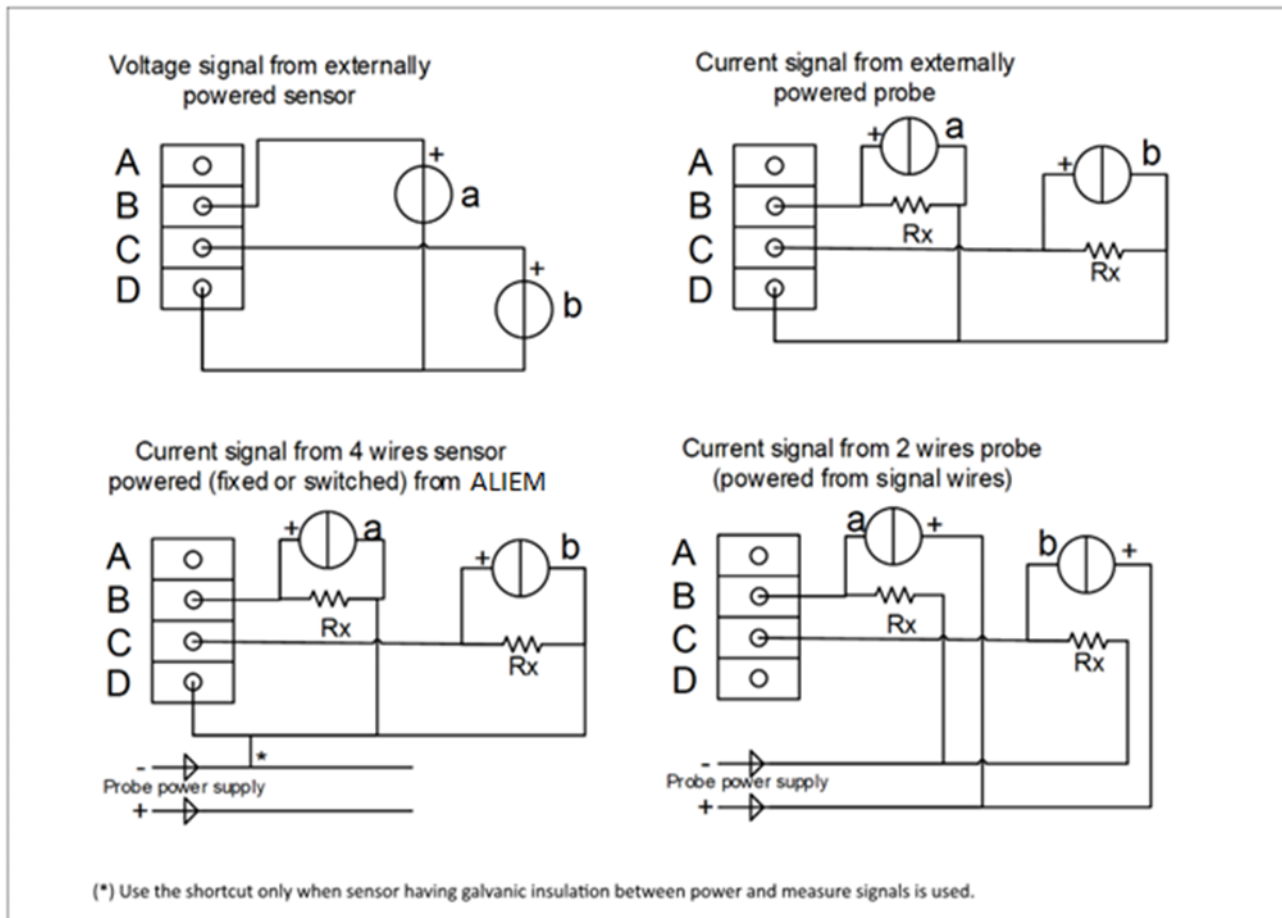 Voltage signal from externally
powered sensor
A
B
C
D
+
a
+
b
Current signal from externally
powered probe
A
B
C
D
+
a
Rx
+
b
Rx
Current signal from 4 wires sensor
powered (fixed or switched) from ALIEM
A
B
C
D
+
a
Rx
+
b
Rx
*
-
Probe power supply
+
Current signal from 2 wires probe
(powered from signal wires)
A
B
C
D
a
+
Rx
b
+
Rx
-
Probe power supply
+
(*) Use the shortcut only when sensor having galvanic insulation between power and measure signals is used.